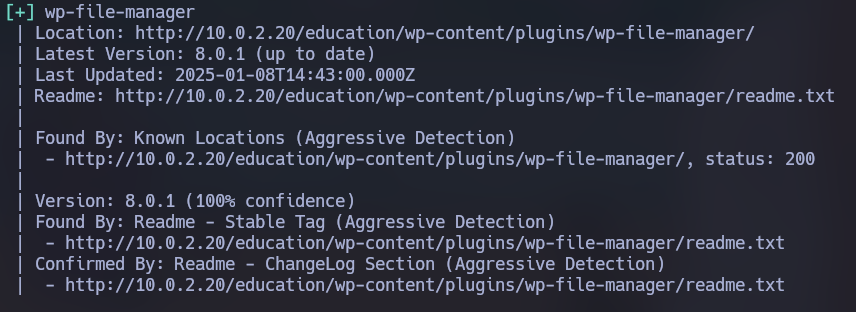 [+] wp-file-manager
| Location: http://10.0.2.20/education/wp-content/plugins/wp-file-manager/
| Latest Version: 8.0.1 (up to date)
| Last Updated: 2025-01-08T14:43:00.000Z
| Readme: http://10.0.2.20/education/wp-content/plugins/wp-file-manager/readme.txt
|
| Found By: Known Locations (Aggressive Detection)
|  - http://10.0.2.20/education/wp-content/plugins/wp-file-manager/, status: 200
|
| Version: 8.0.1 (100% confidence)
| Found By: Readme - Stable Tag (Aggressive Detection)
|  - http://10.0.2.20/education/wp-content/plugins/wp-file-manager/readme.txt
| Confirmed By: Readme - ChangeLog Section (Aggressive Detection)
|  - http://10.0.2.20/education/wp-content/plugins/wp-file-manager/readme.txt